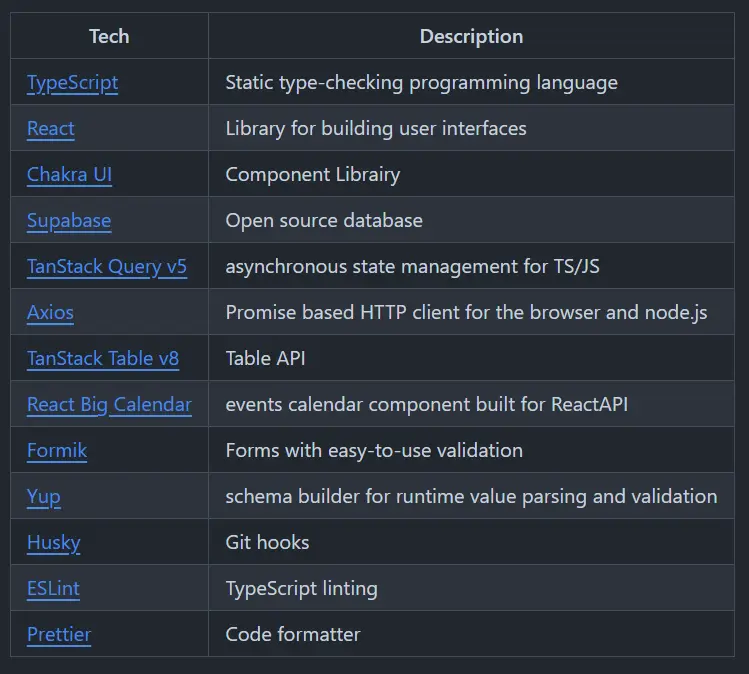 Tech Description
TypeScript Static type-checking programming language
React Library for building user interfaces
Chakra UI Component Librairy
Supabase Open source database
TanStack Query v5 asynchronous state management for TS/JS
Axios Promise based HTTP client for the browser and node.js
TanStack Table v8 Table API
React Big Calendar events calendar component built for ReactAPI
Formik Forms with easy-to-use validation
Yup schema builder for runtime value parsing and validation
Husky Git hooks
ESLint TypeScript linting
Prettier Code formatter